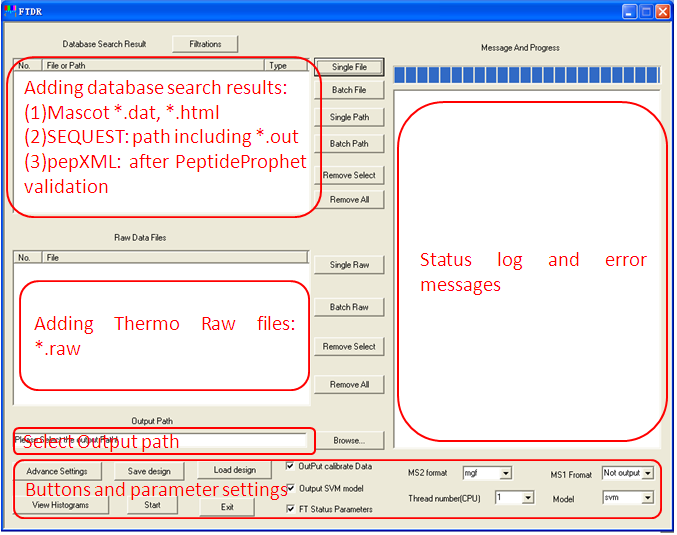 FTDR
Database Search Result
Filtrations
Message And Progress
No. File or Path Type
Single File
Batch File
Single Path
Batch Path
Remove Select
Remove All
Adding database search results:
(1)Mascot *.dat, *.html
(2)SEQUEST: path including *.out
(3)pepXML: after PeptideProphet
validation
Raw Data Files
No. File
Single Raw
Batch Raw
Remove Select
Remove All
Adding Thermo Raw files:
*.raw
Status log and error
messages
Output Path
Please Select the output Path!
Select Output path
Browse...
Advance Settings
Save design
Load design
OutPut calibrate Data
MS2 format
mgf
MS1 Fromat
Not output
Buttons and parameter settings
Output SVM model
View Histograms
Start
Exit
FT Status Parameters
Thread number(CPU)
1
Model
svm